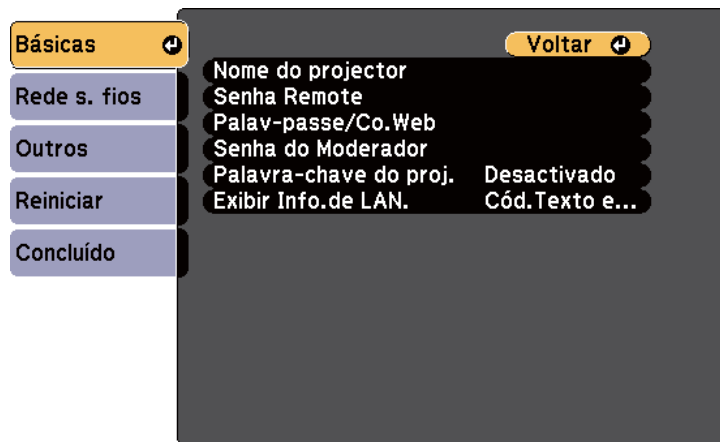 Básicas
Rede s. fios
Outros
Reiniciar
Concluído
Voltar
Nome do projector
Senha Remote
Palav-passe/Co.Web
Senha do Moderador
Palavra-chave do proj. Desactivado
Exibir Info.de LAN. Cód.Texto e...